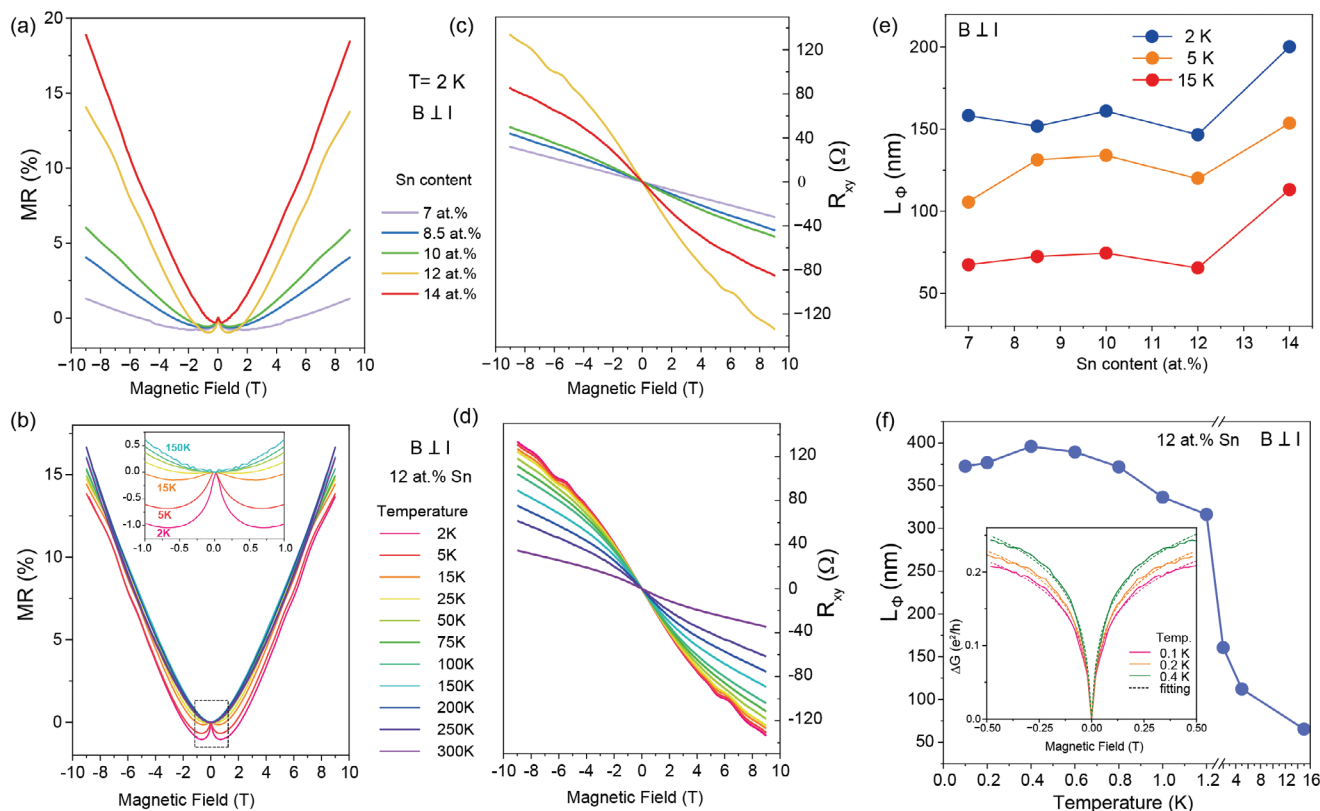 (a)
20
15
10
5
0
MR (%)
-10 -8 -6 -4 -2 0 2 4 6 8 10
Magnetic Field (T)
T= 2 K
B ⊥ I
Sn content
7 at.%
8.5 at.%
10 at.%
12 at.%
14 at.%
(c)
120
80
40
0
-40
-80
-120
Rxy (Ω)
-10 -8 -6 -4 -2 0 2 4 6 8 10
Magnetic Field (T)
(e)
B ⊥ I
2 K
5 K
15 K
200
150
100
50
LΦ (nm)
7 8 9 10 11 12 13 14
Sn content (at.%)
(b)
15
10
5
0
MR (%)
150K
15K
5K
2K
0.5
0.0
-0.5
-1.0
-1.0 -0.5 0.0 0.5 1.0
-10 -8 -6 -4 -2 0 2 4 6 8 10
Magnetic Field (T)
B ⊥ I
12 at.% Sn
Temperature
2K
5K
15K
25K
50K
75K
100K
150K
200K
250K
300K
(d)
120
80
40
0
-40
-80
-120
Rxy (Ω)
-10 -8 -6 -4 -2 0 2 4 6 8 10
Magnetic Field (T)
(f)
12 at.% Sn
B ⊥ I
400
350
300
250
200
150
100
50
LΦ (nm)
0.2
0.1
0.0
ΔG (e²/h)
Temp.
0.1 K
0.2 K
0.4 K
fitting
-0.50 -0.25 0.00 0.25 0.50
Magnetic Field (T)
0.0 0.2 0.4 0.6 0.8 1.0 1.2 4 8 12 16
Temperature (K)